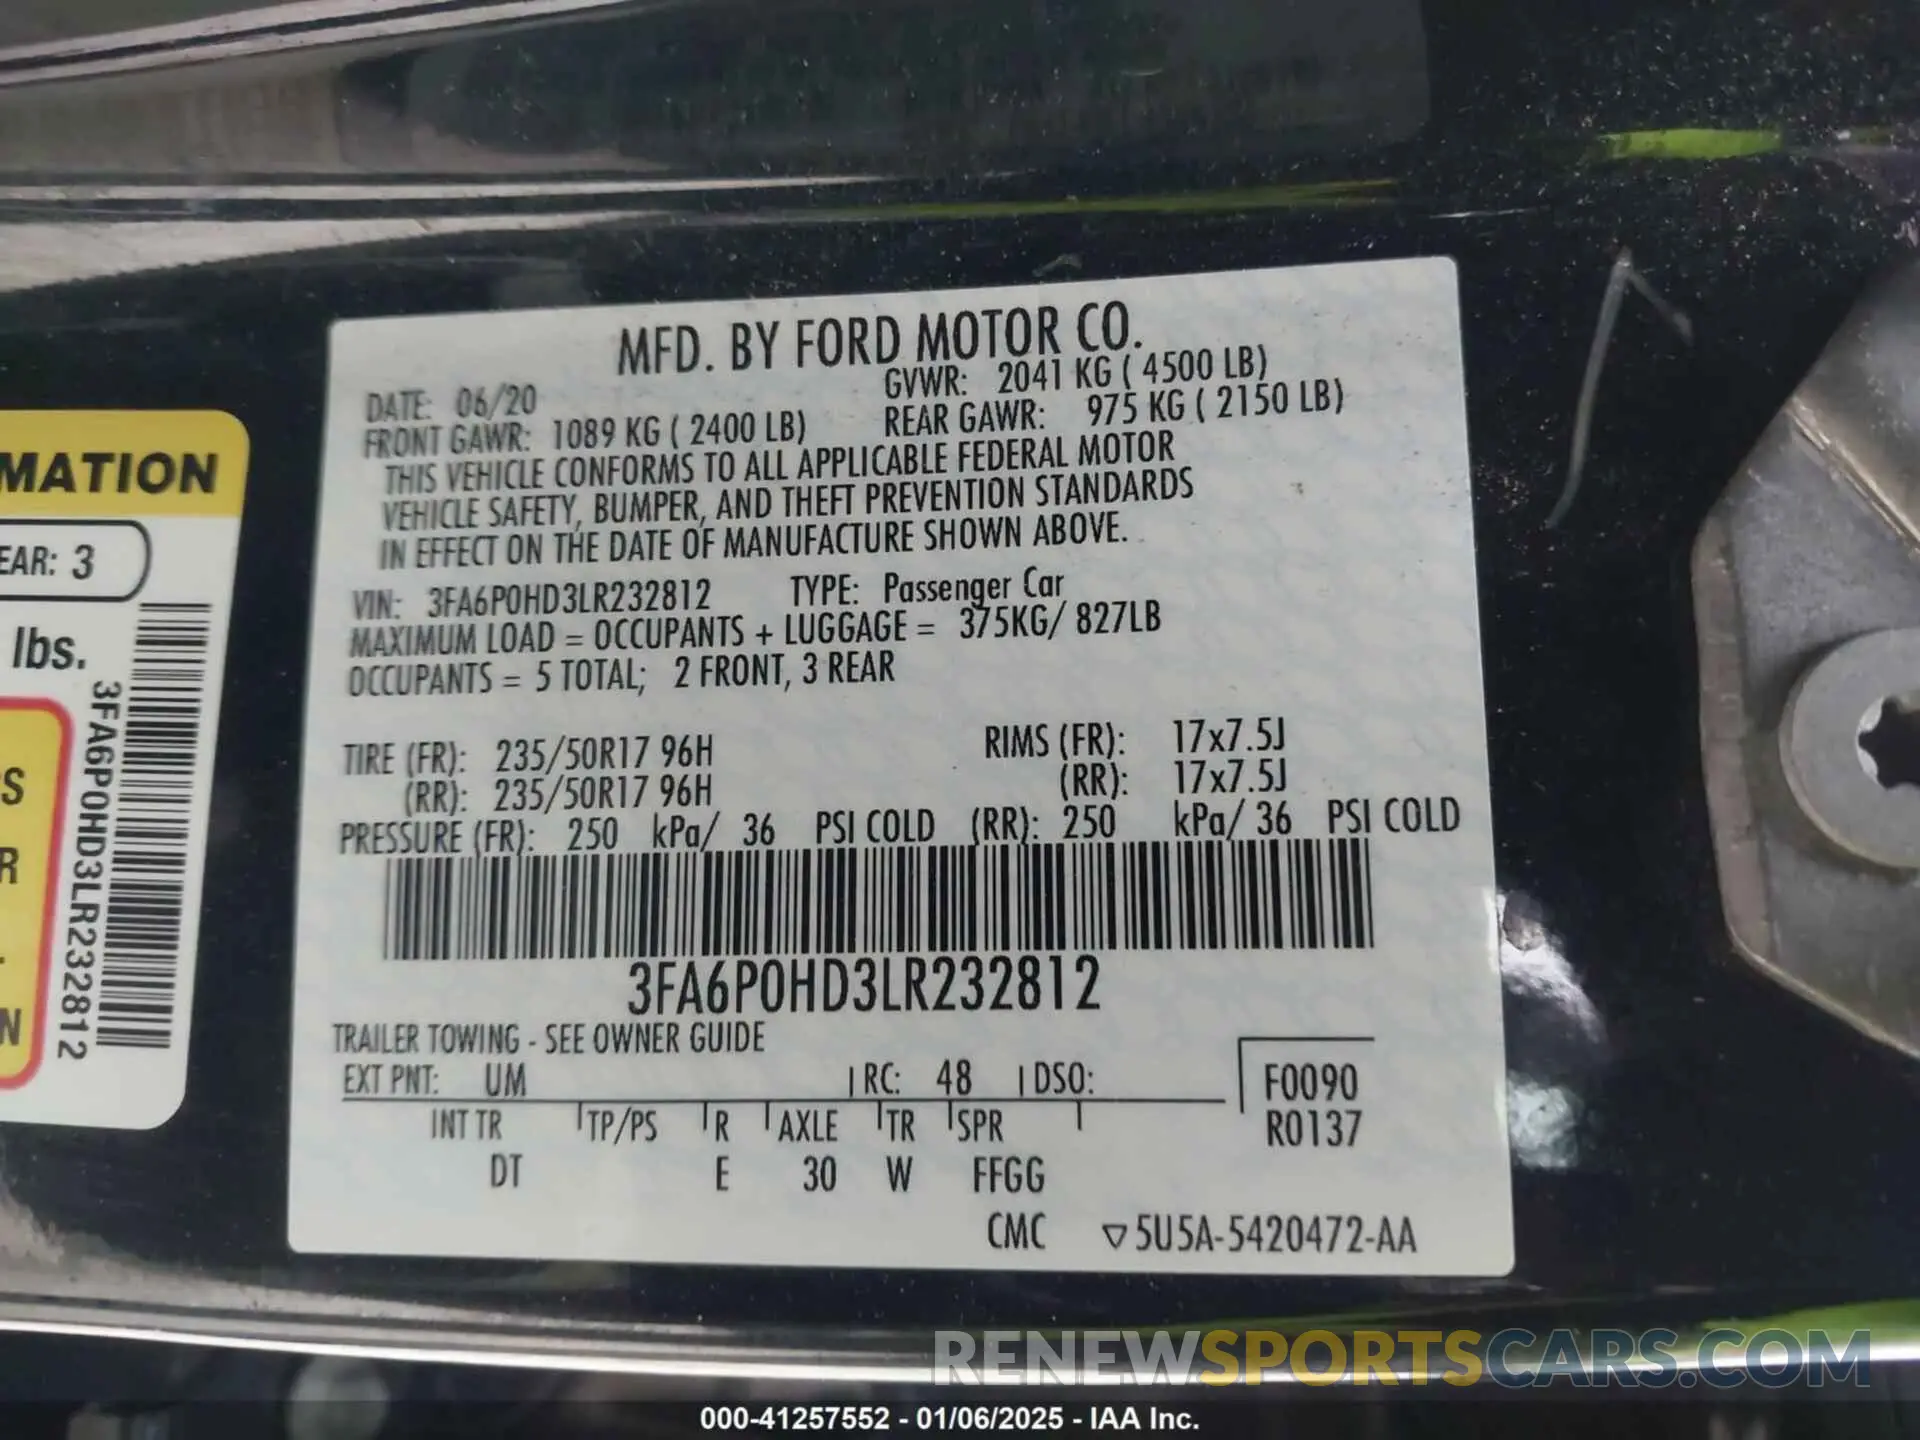 MFD. BY FORD MOTOR CO.
DATE: 06/20 GVWR: 2041 KG ( 4500 LB)
FRONT GAWR: 1089 KG ( 2400 LB) REAR GAWR: 975 KG ( 2150 LB)
THIS VEHICLE CONFORMS TO ALL APPLICABLE FEDERAL MOTOR
VEHICLE SAFETY, BUMPER, AND THEFT PREVENTION STANDARDS
IN EFFECT ON THE DATE OF MANUFACTURE SHOWN ABOVE.
VIN: 3FA6P0HD3LR232812 TYPE: Passenger Car
MAXIMUM LOAD = OCCUPANTS + LUGGAGE = 375KG/ 827LB
OCCUPANTS = 5 TOTAL; 2 FRONT, 3 REAR
TIRE (FR): 235/50R17 96H RIMS (FR): 17x7.5J
(RR): 235/50R17 96H (RR): 17x7.5J
PRESSURE (FR): 250 kPa/ 36 PSI COLD (RR): 250 kPa/ 36 PSI COLD
3FA6P0HD3LR232812
TRAILER TOWING - SEE OWNER GUIDE
EXT PNT: UM RC: 48 DSO: F0090
INT TR TP/PS R AXLE TR SPR R0137
DT E 30 W FFGG
CMC ▽5U5A-5420472-AA
MATION
EAR: 3
lbs.
3FA6P0HD3LR232812
S
R
N
RENEWSPORTSCARS.COM
000-41257552 - 01/06/2025 - IAA Inc.